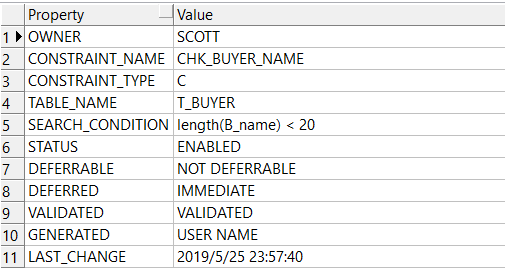 Property Value
1 OWNER SCOTT
2 CONSTRAINT_NAME CHK_BUYER_NAME
3 CONSTRAINT_TYPE C
4 TABLE_NAME T_BUYER
5 SEARCH_CONDITION length(B_name) < 20
6 STATUS ENABLED
7 DEFERRABLE NOT DEFERRABLE
8 DEFERRED IMMEDIATE
9 VALIDATED VALIDATED
10 GENERATED USER NAME
11 LAST_CHANGE 2019/5/25 23:57:40